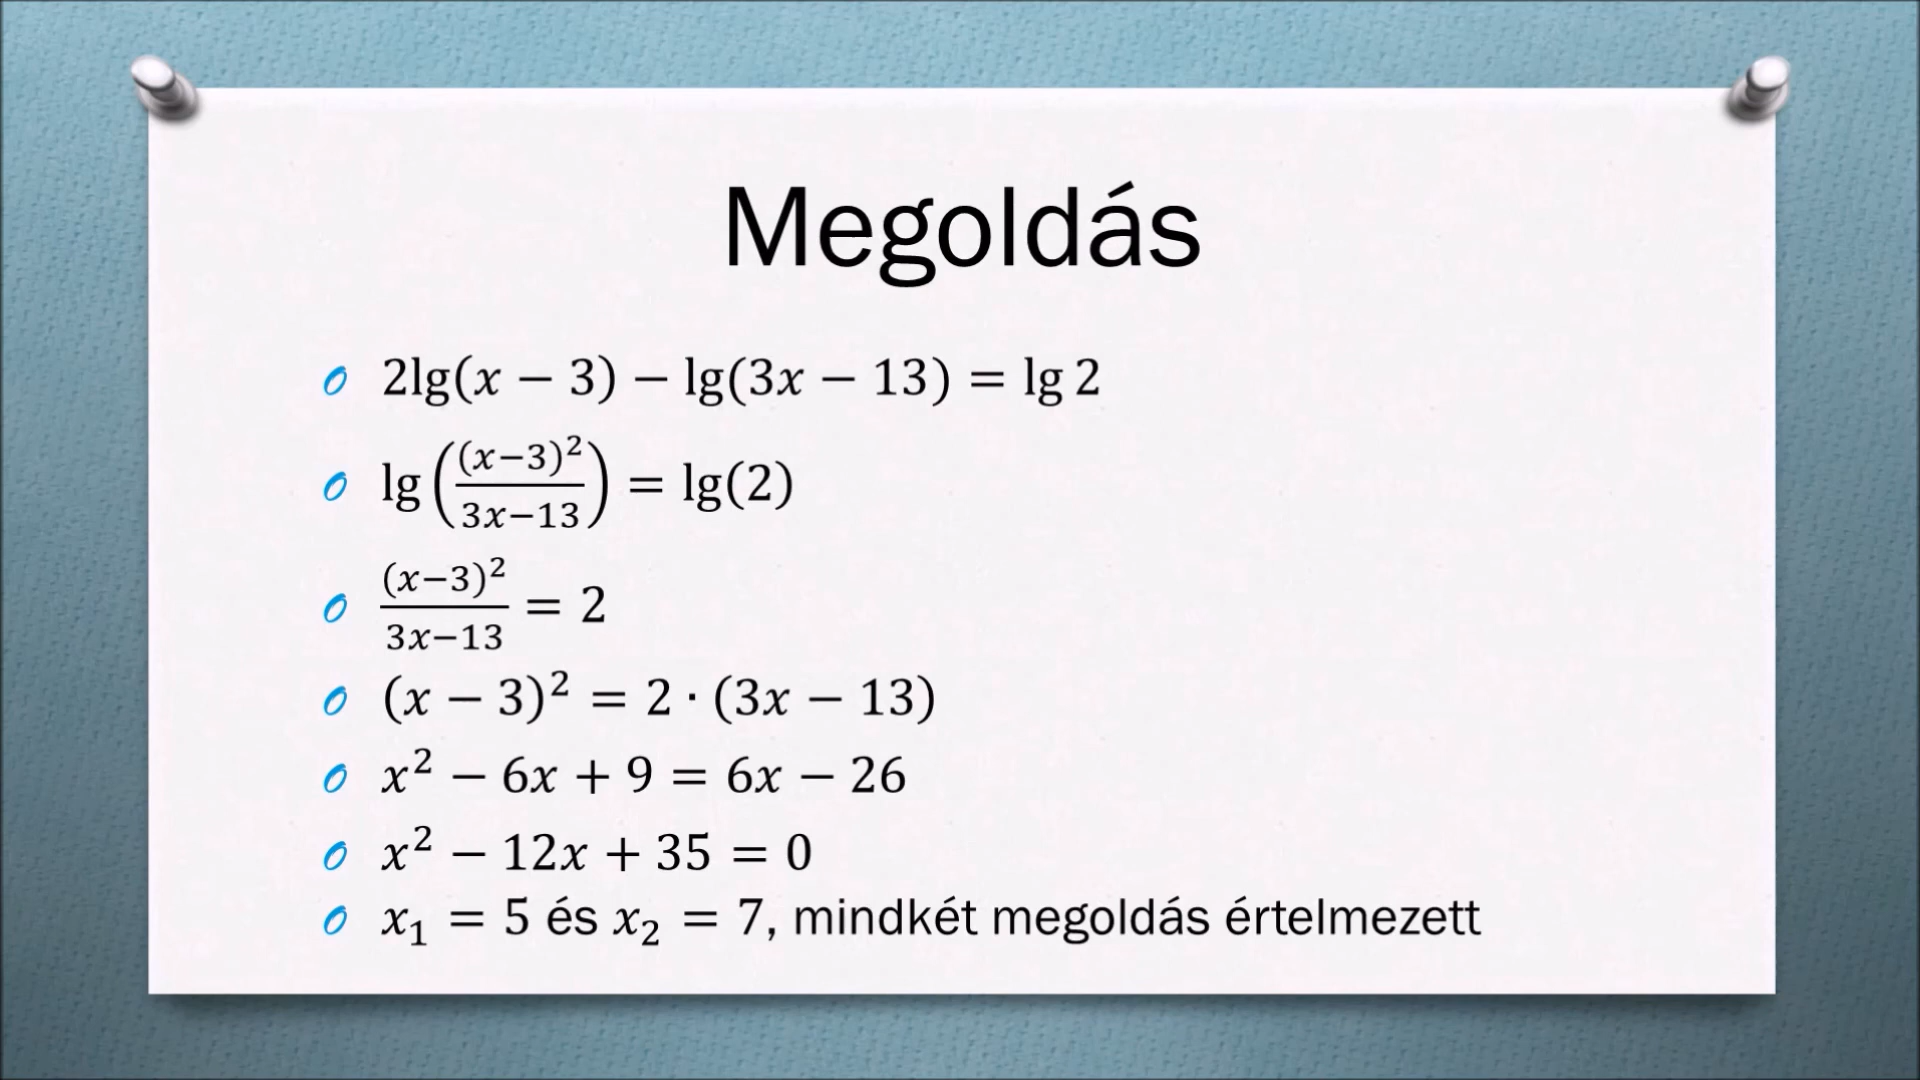 Megoldás
2lg(x − 3) − lg(3x − 13) = lg 2
lg((x−3)²/(3x−13)) = lg(2)
(x−3)²/(3x−13) = 2
(x − 3)² = 2 · (3x − 13)
x² − 6x + 9 = 6x − 26
x² − 12x + 35 = 0
x₁ = 5 és x₂ = 7, mindkét megoldás értelmezett